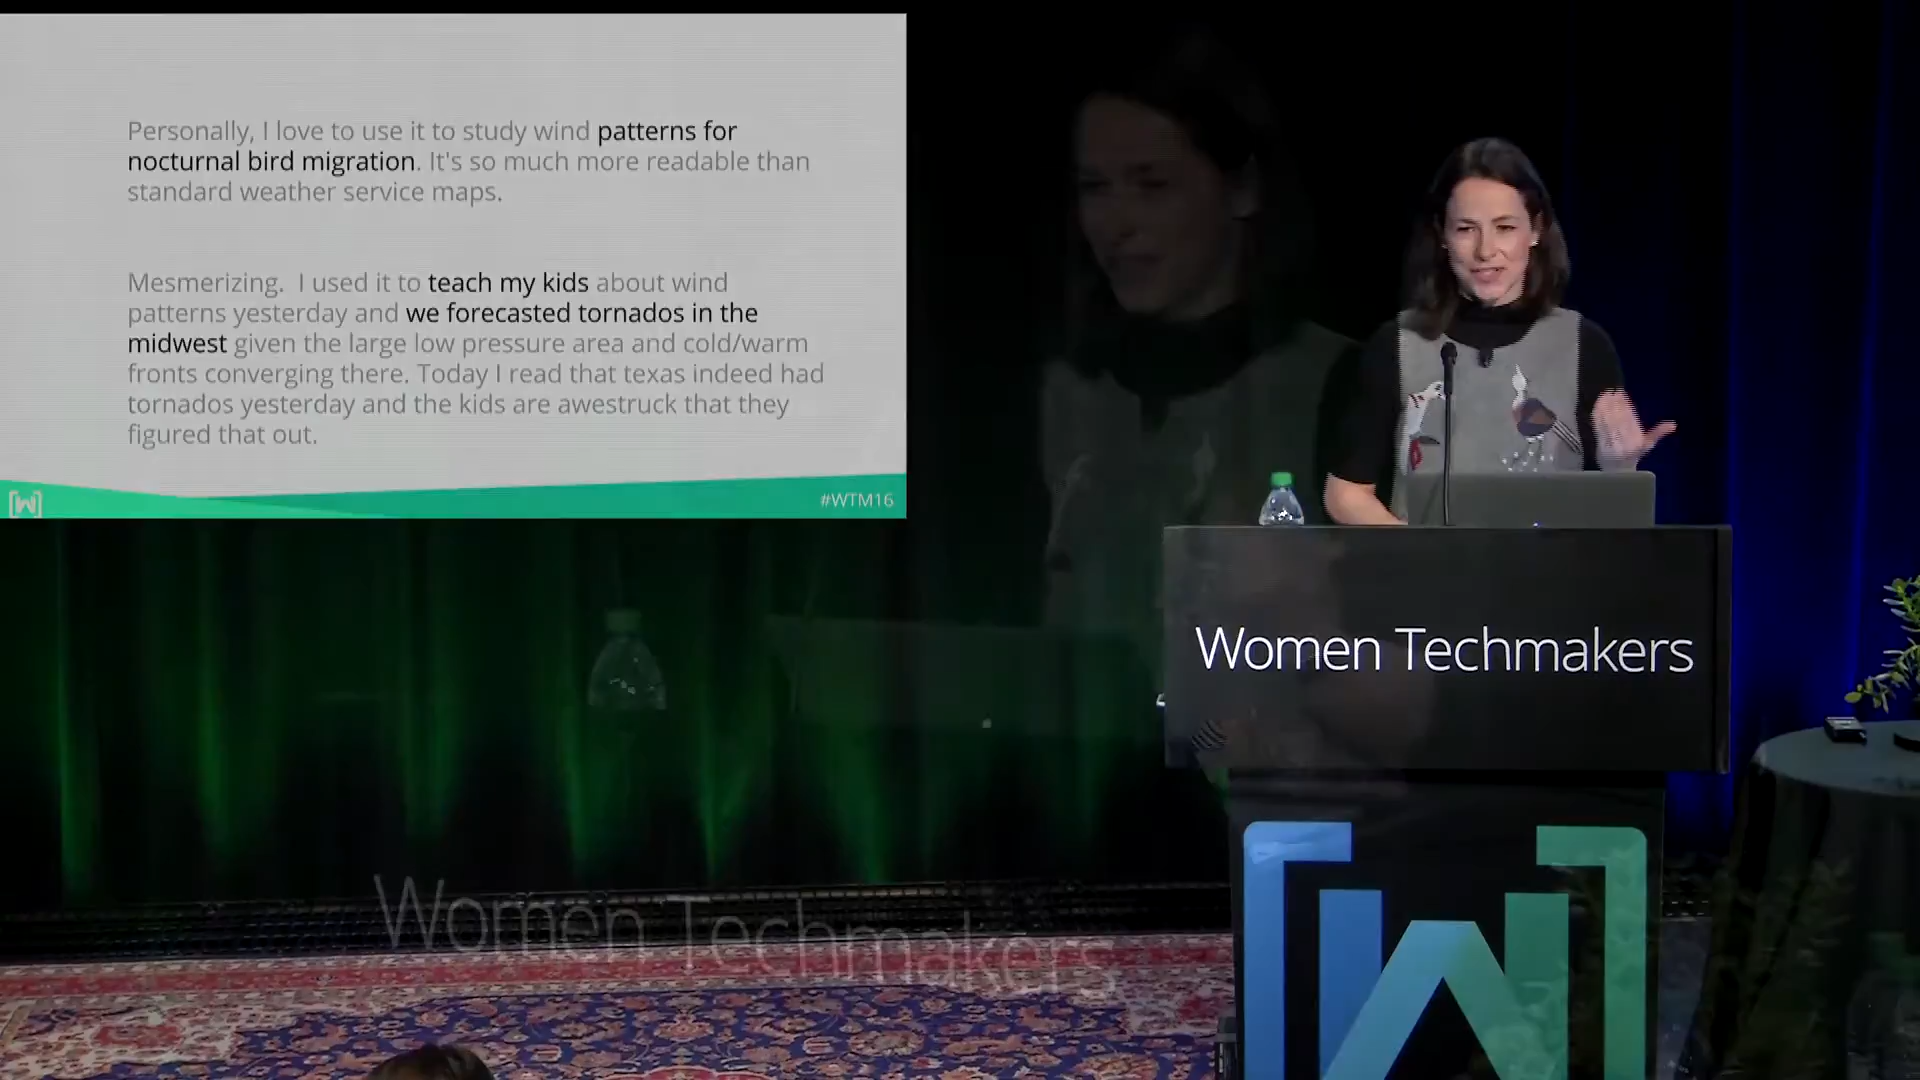 Personally, I love to use it to study wind patterns for
nocturnal bird migration. It's so much more readable than
standard weather service maps.
Mesmerizing.  I used it to teach my kids about wind
patterns yesterday and we forecasted tornados in the
midwest given the large low pressure area and cold/warm
fronts converging there. Today I read that texas indeed had
tornados yesterday and the kids are awestruck that they
figured that out.
[W]
#WTM16
Women Techmakers
Women Techmakers
[W]